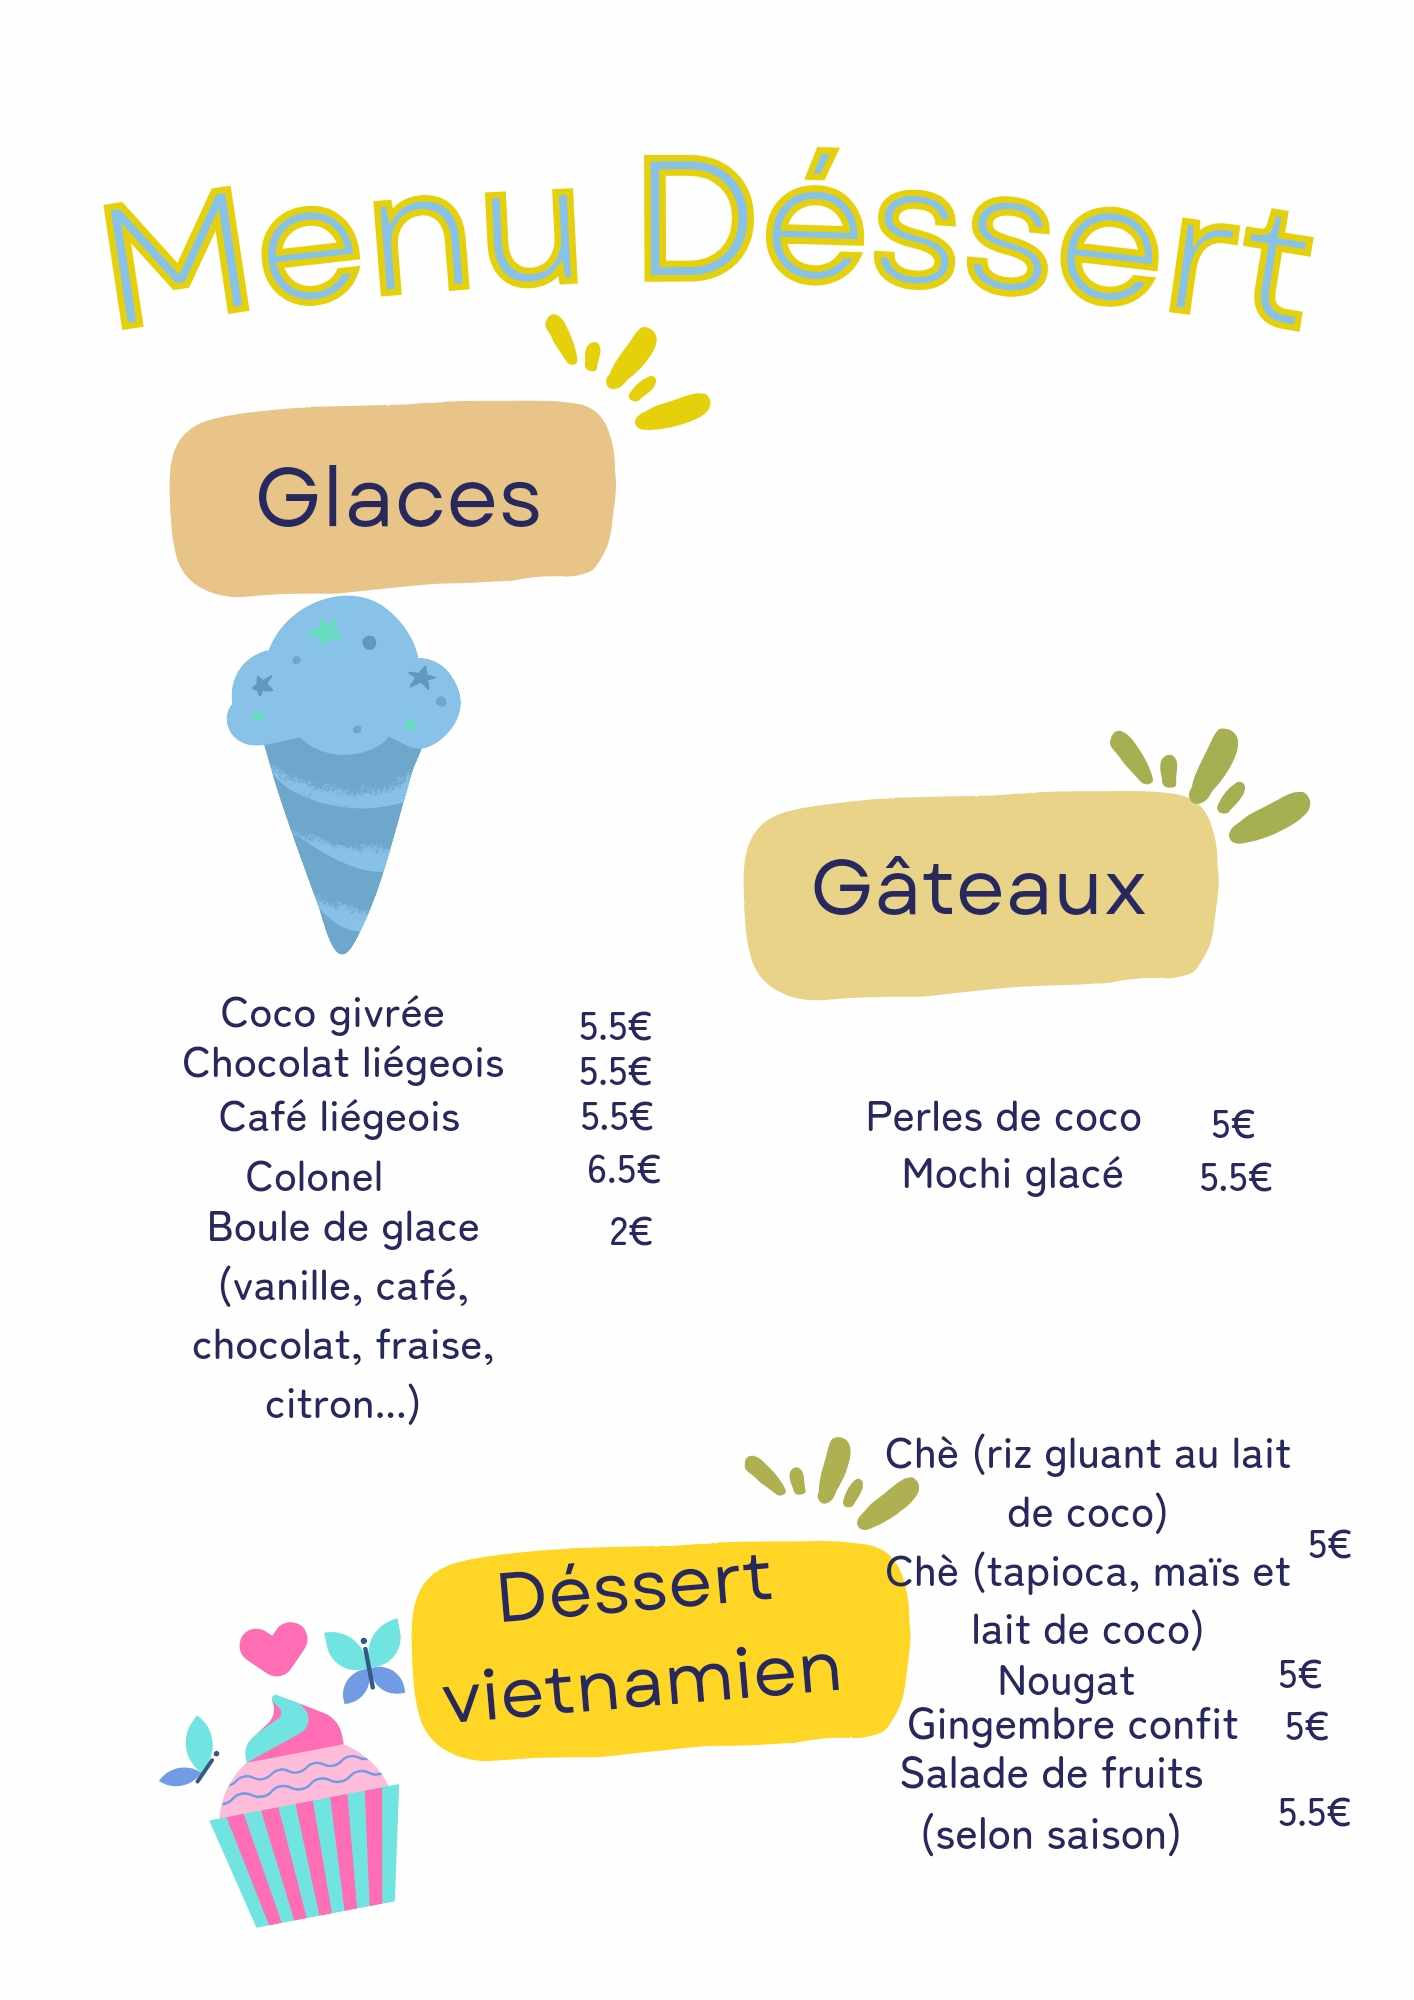 Menu Déssert
Glaces
Coco givrée 5.5€
Chocolat liégeois 5.5€
Café liégeois 5.5€
Colonel 6.5€
Boule de glace 2€
(vanille, café,
chocolat, fraise,
citron...)
Gâteaux
Perles de coco 5€
Mochi glacé 5.5€
Déssert
vietnamien
Chè (riz gluant au lait
de coco)
5€
Chè (tapioca, maïs et
lait de coco)
Nougat 5€
Gingembre confit 5€
Salade de fruits
(selon saison) 5.5€